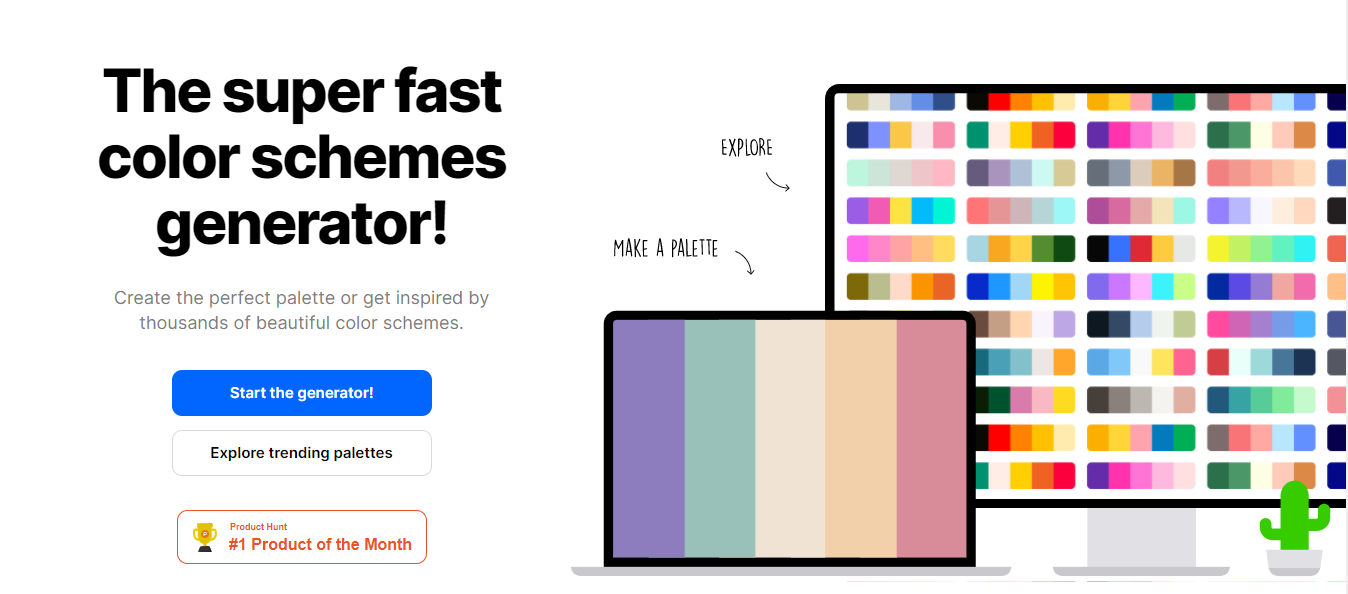 The super fast
color schemes
generator!
Create the perfect palette or get inspired by
thousands of beautiful color schemes.
Start the generator!
Explore trending palettes
Product Hunt
#1 Product of the Month
EXPLORE
MAKE A PALETTE